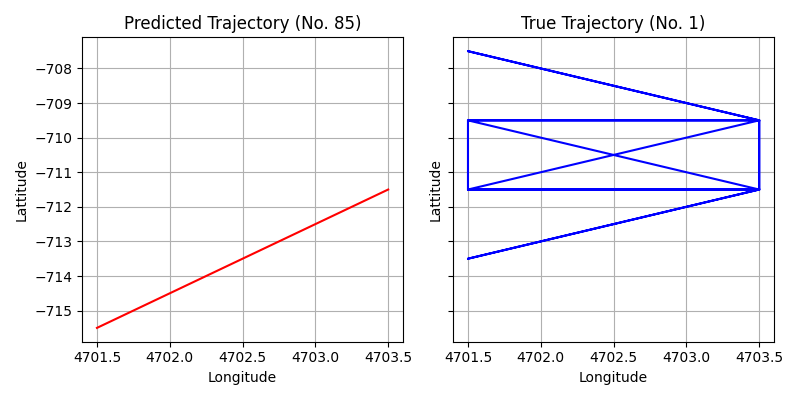 Predicted Trajectory (No. 85)
True Trajectory (No. 1)
Lattitude
−708
−709
−710
−711
−712
−713
−714
−715
4701.5 4702.0 4702.5 4703.0 4703.5
Longitude
Lattitude
4701.5 4702.0 4702.5 4703.0 4703.5
Longitude